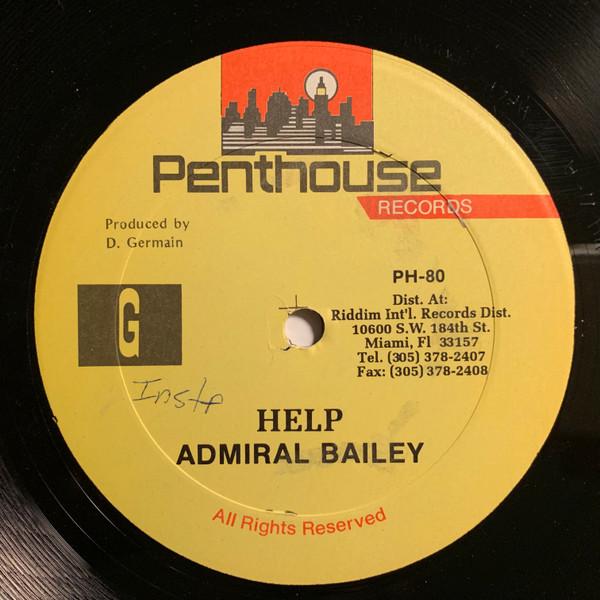 Penthouse
RECORDS
Produced by
D. Germain
G
PH-80
Dist. At:
Riddim Int'l. Records Dist.
10600 S.W. 184th St.
Miami, Fl 33157
Tel. (305) 378-2407
Fax: (305) 378-2408
Instr
HELP
ADMIRAL BAILEY
All Rights Reserved